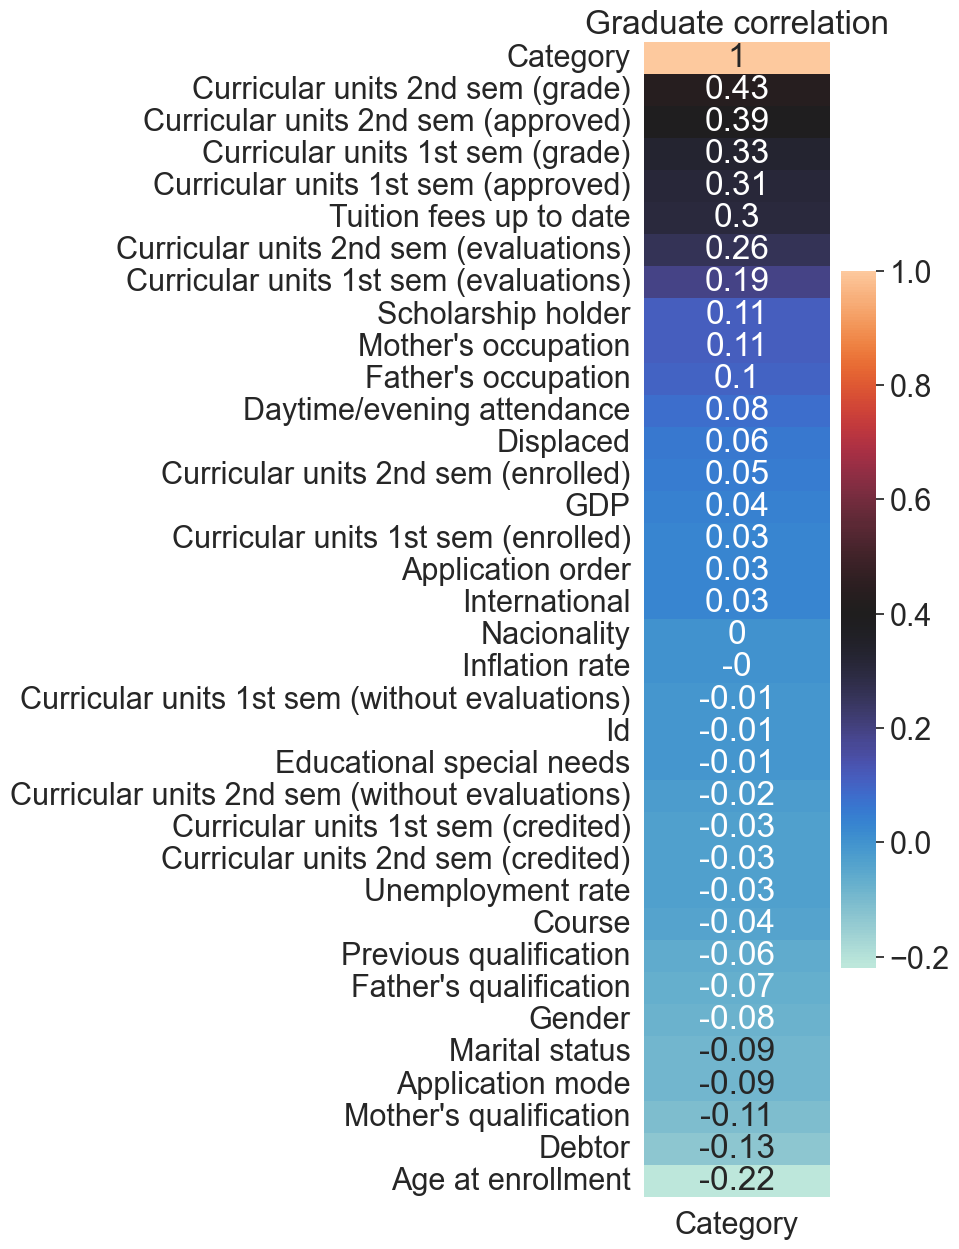 Graduate correlation
Category 1
Curricular units 2nd sem (grade) 0.43
Curricular units 2nd sem (approved) 0.39
Curricular units 1st sem (grade) 0.33
Curricular units 1st sem (approved) 0.31
Tuition fees up to date 0.3
Curricular units 2nd sem (evaluations) 0.26
Curricular units 1st sem (evaluations) 0.19
Scholarship holder 0.11
Mother's occupation 0.11
Father's occupation 0.1
Daytime/evening attendance 0.08
Displaced 0.06
Curricular units 2nd sem (enrolled) 0.05
GDP 0.04
Curricular units 1st sem (enrolled) 0.03
Application order 0.03
International 0.03
Nacionality 0
Inflation rate -0
Curricular units 1st sem (without evaluations) -0.01
Id -0.01
Educational special needs -0.01
Curricular units 2nd sem (without evaluations) -0.02
Curricular units 1st sem (credited) -0.03
Curricular units 2nd sem (credited) -0.03
Unemployment rate -0.03
Course -0.04
Previous qualification -0.06
Father's qualification -0.07
Gender -0.08
Marital status -0.09
Application mode -0.09
Mother's qualification -0.11
Debtor -0.13
Age at enrollment -0.22
Category
1.0
0.8
0.6
0.4
0.2
0.0
−0.2